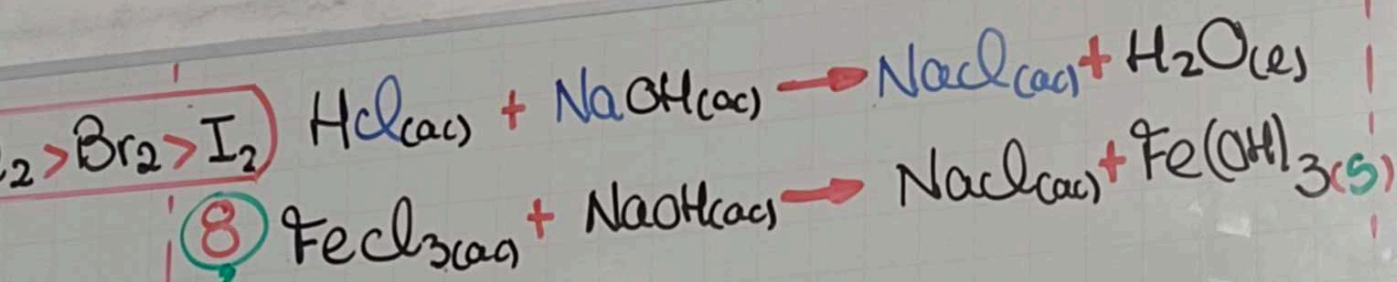 2>Br2>I2 HCl(ac) + NaOH(ac) → NaCl(ac) + H2O(l)
8 FeCl3(ac) + NaOH(ac) → NaCl(ac) + Fe(OH)3(s)